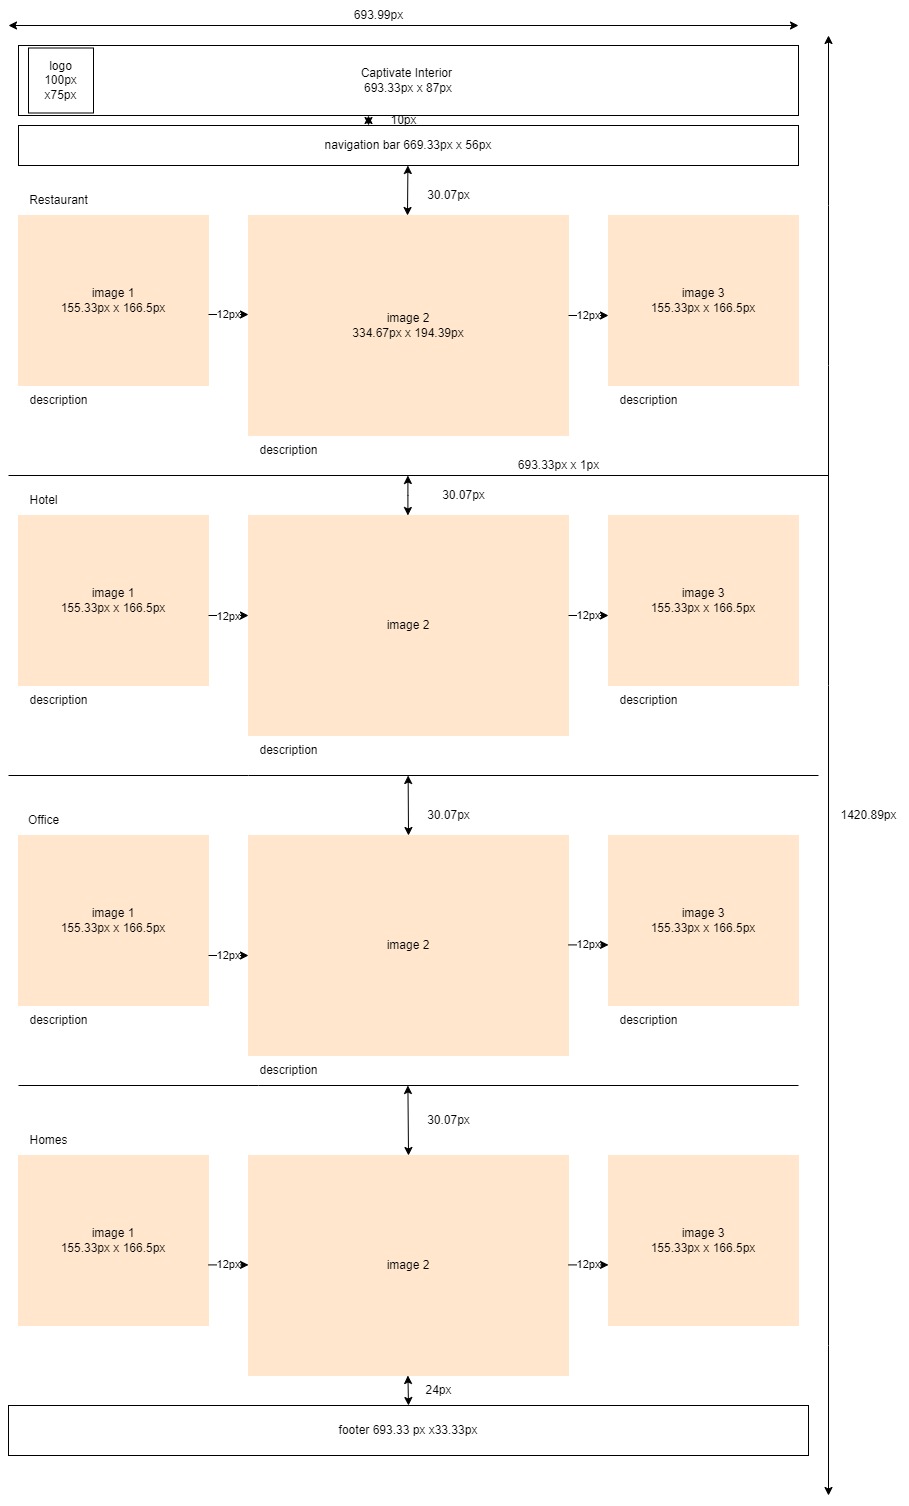 693.99px
logo
100px
x75px
Captivate Interior
693.33px x 87px
10px
navigation bar 669.33px x 56px
30.07px
Restaurant
image 1
155.33px x 166.5px
12px
image 2
334.67px x 194.39px
12px
image 3
155.33px x 166.5px
description
description
description
693.33px x 1px
30.07px
Hotel
image 1
155.33px x 166.5px
12px
image 2
12px
image 3
155.33px x 166.5px
description
description
description
30.07px
1420.89px
Office
image 1
155.33px x 166.5px
12px
image 2
12px
image 3
155.33px x 166.5px
description
description
description
30.07px
Homes
image 1
155.33px x 166.5px
12px
image 2
12px
image 3
155.33px x 166.5px
24px
footer 693.33 px x33.33px